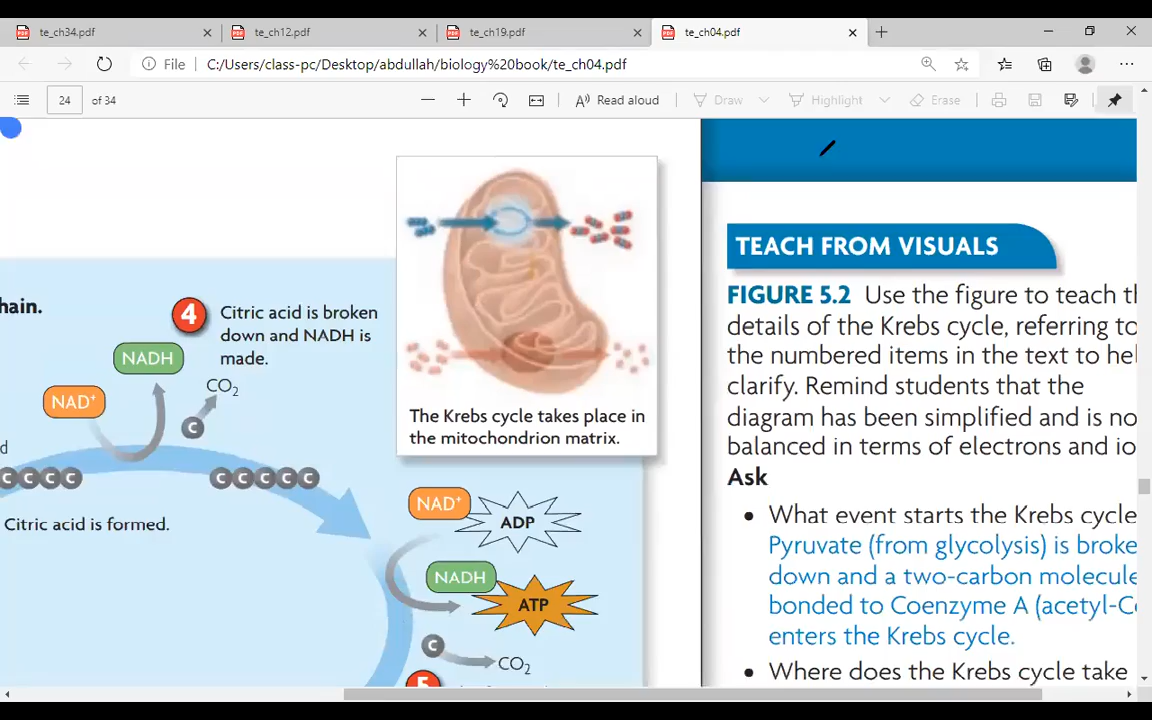 te_ch34.pdf
te_ch12.pdf
te_ch19.pdf
te_ch04.pdf
File
C:/Users/class-pc/Desktop/abdullah/biology%20book/te_ch04.pdf
24 of 34
Read aloud
Draw
Highlight
Erase
hain.
4
Citric acid is broken
down and NADH is
made.
NADH
NAD+
CO2
C
d
C C C C
C C C C C
Citric acid is formed.
The Krebs cycle takes place in
the mitochondrion matrix.
NAD+
ADP
NADH
ATP
C
CO2
5
TEACH FROM VISUALS
FIGURE 5.2 Use the figure to teach th
details of the Krebs cycle, referring to
the numbered items in the text to hel
clarify. Remind students that the
diagram has been simplified and is no
balanced in terms of electrons and io
Ask
• What event starts the Krebs cycle
Pyruvate (from glycolysis) is broke
down and a two-carbon molecule
bonded to Coenzyme A (acetyl-Co
enters the Krebs cycle.
• Where does the Krebs cycle take